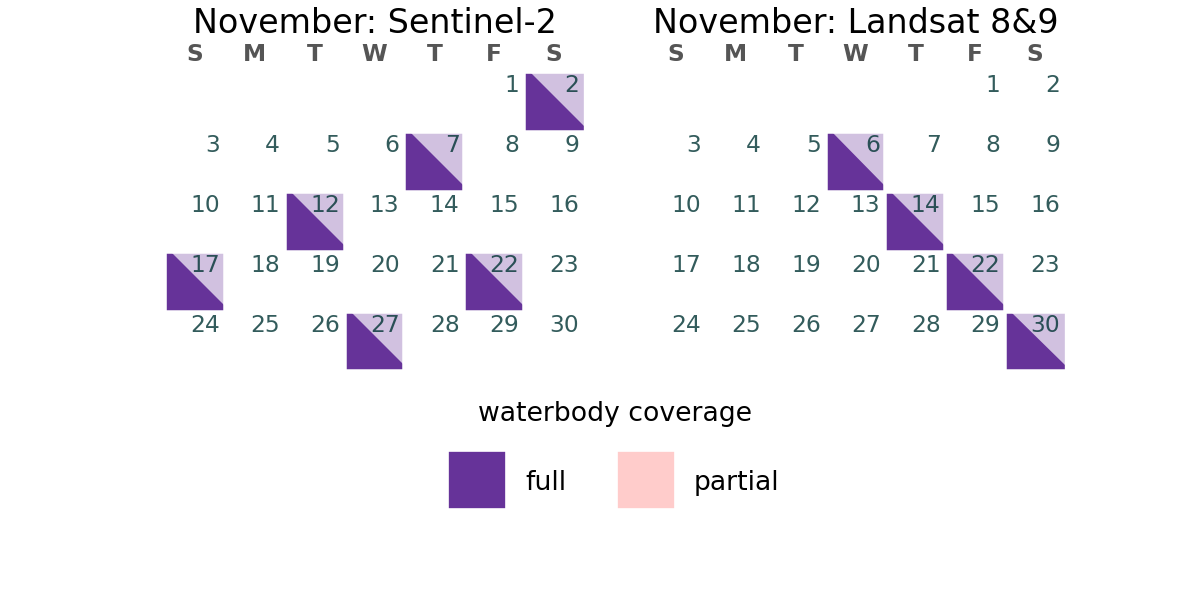 November: Sentinel-2
S M T W T F S
1 2
3 4 5 6 7 8 9
10 11 12 13 14 15 16
17 18 19 20 21 22 23
24 25 26 27 28 29 30
November: Landsat 8&9
S M T W T F S
1 2
3 4 5 6 7 8 9
10 11 12 13 14 15 16
17 18 19 20 21 22 23
24 25 26 27 28 29 30
waterbody coverage
full
partial